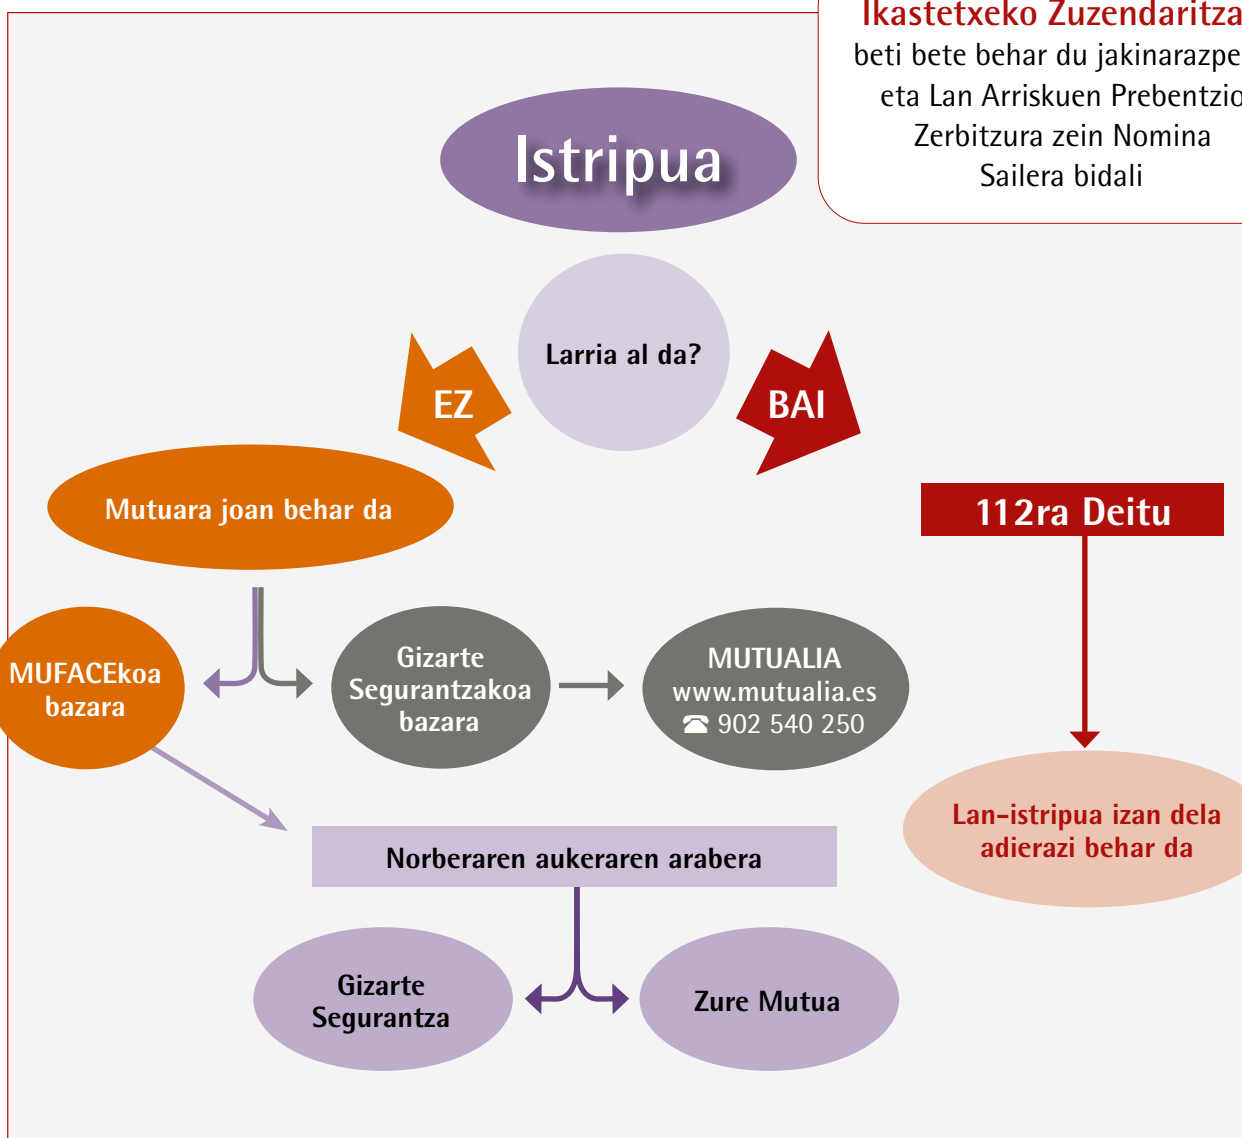 Ikastetxeko Zuzendaritza
beti bete behar du jakinarazpe
eta Lan Arriskuen Prebentzio
Zerbitzura zein Nomina
Sailera bidali
Istripua
Larria al da?
EZ
BAI
Mutuara joan behar da
112ra Deitu
MUFACEkoa
bazara
Gizarte
Segurantzakoa
bazara
MUTUALIA
www.mutualia.es
☎ 902 540 250
Lan-istripua izan dela
adierazi behar da
Norberaren aukeraren arabera
Gizarte
Segurantza
Zure Mutua